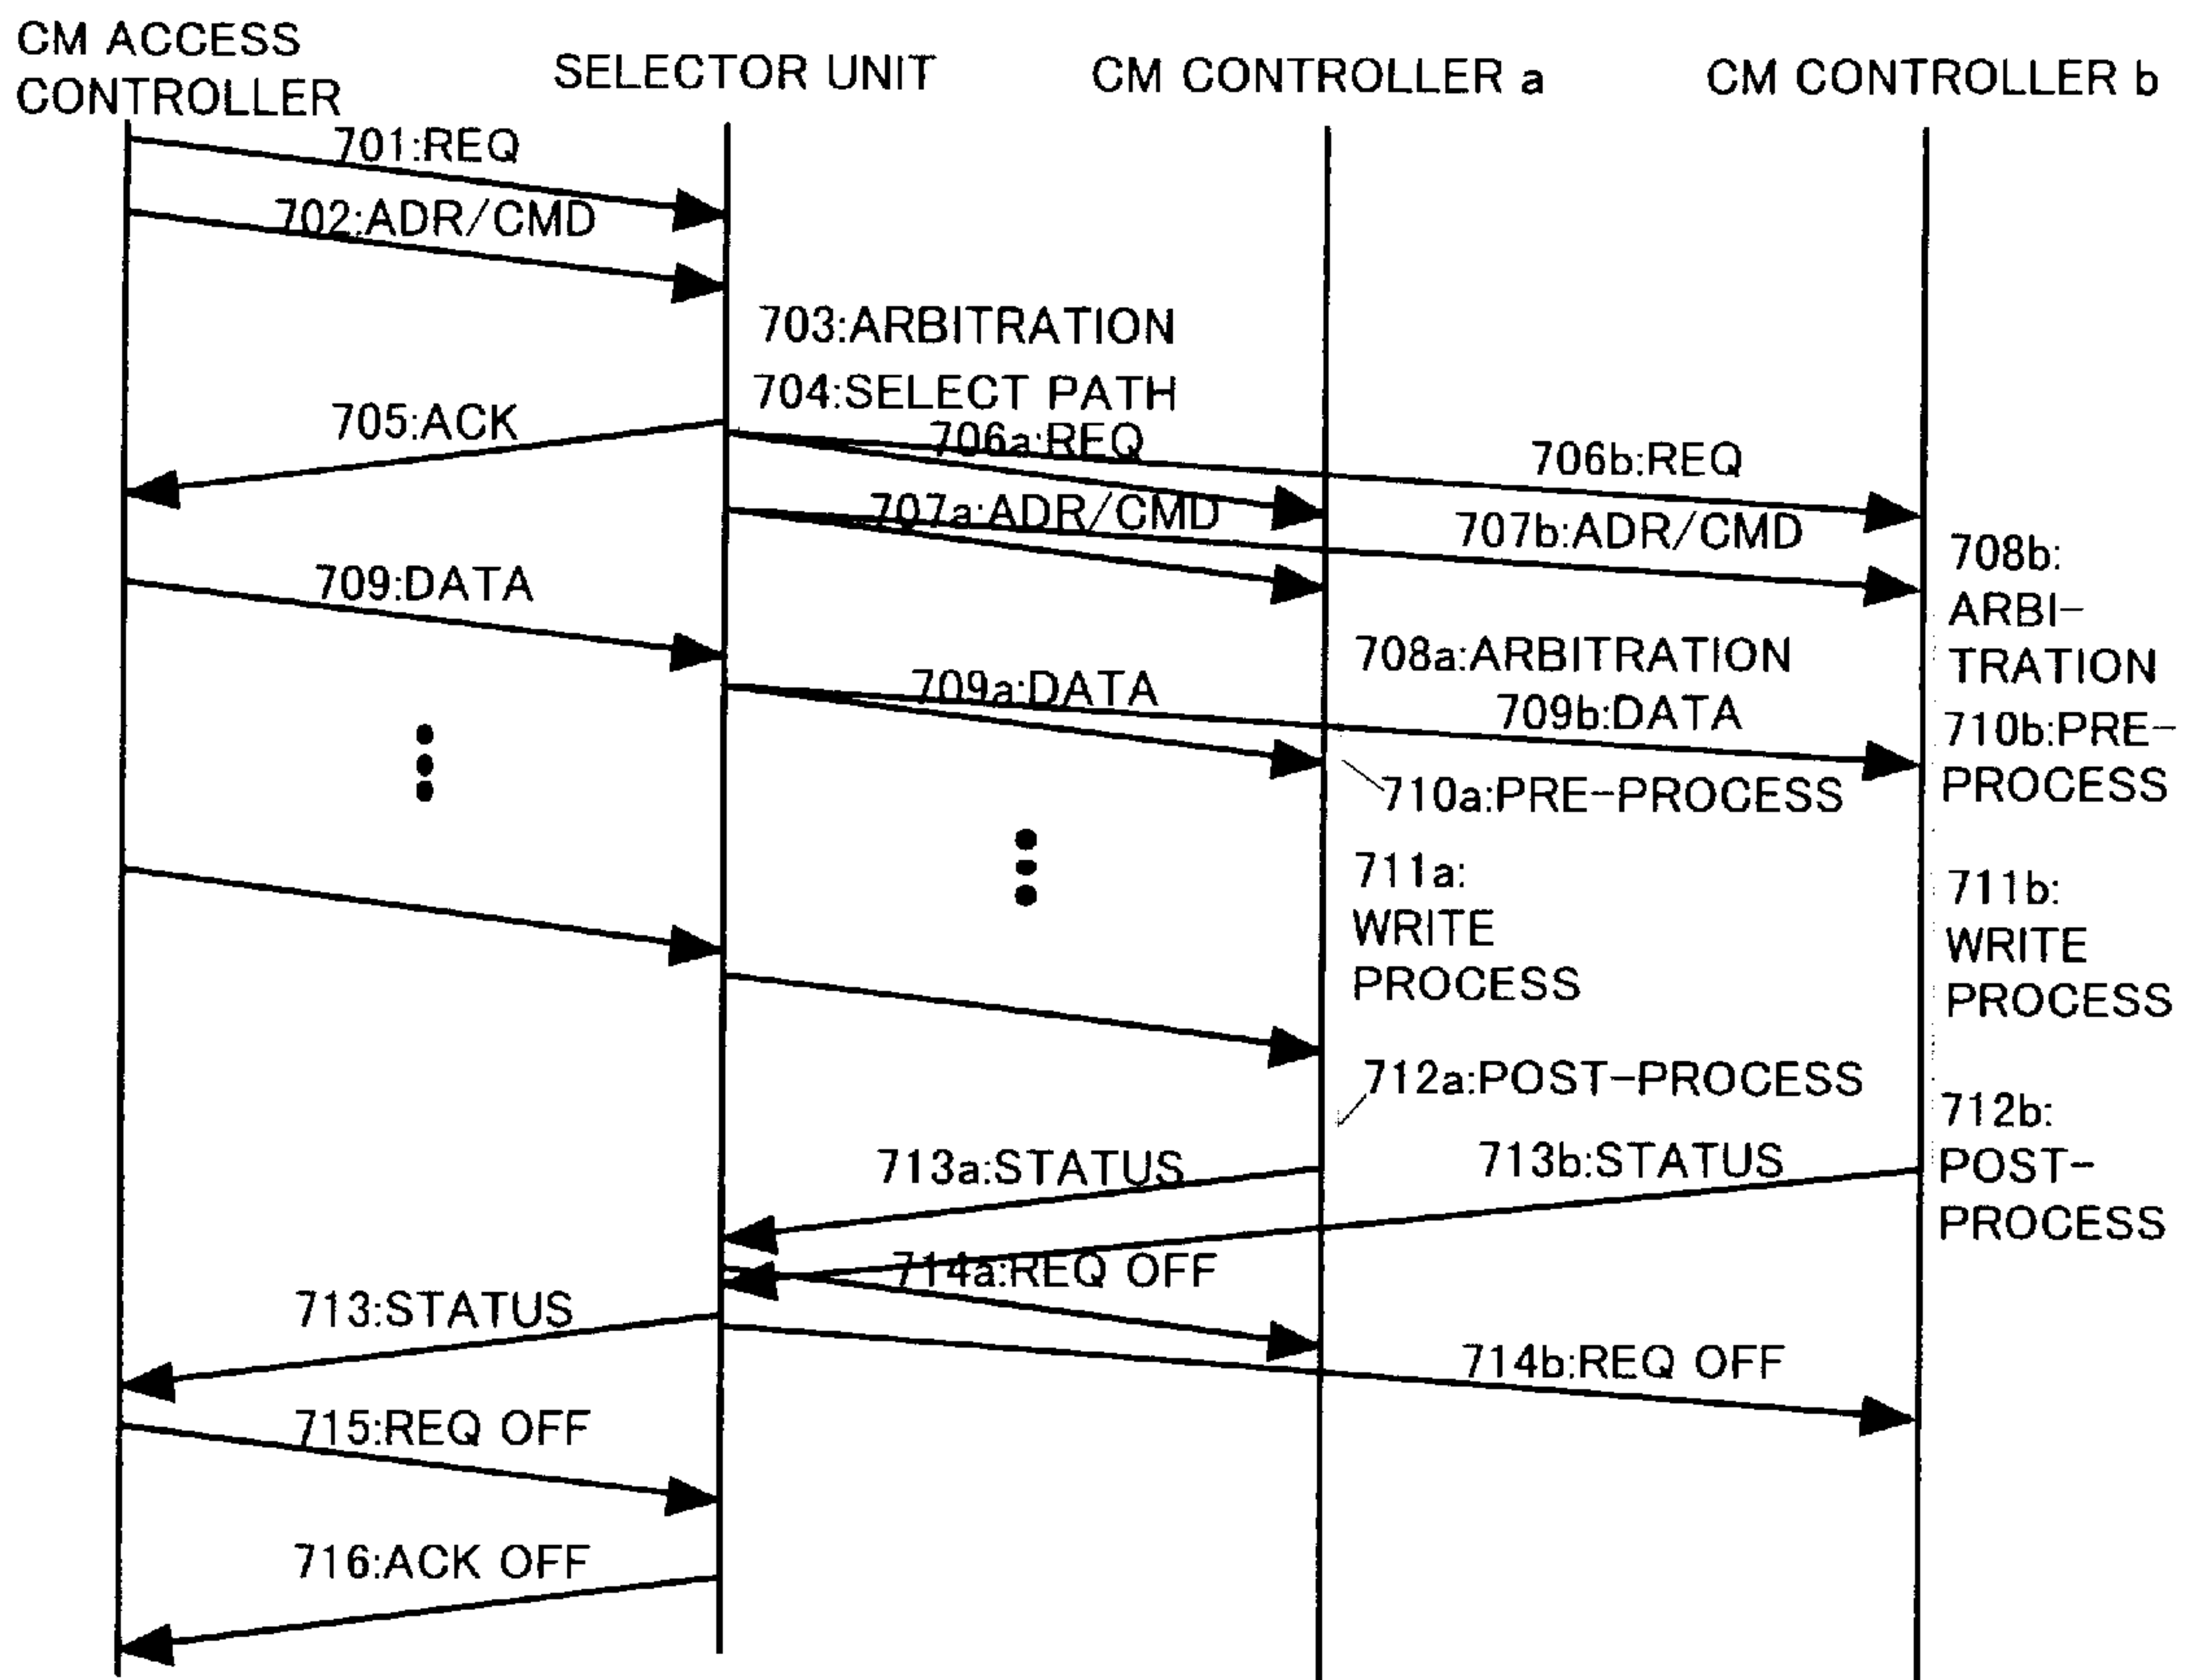 CM ACCESS
CONTROLLER
SELECTOR UNIT
CM CONTROLLER a
CM CONTROLLER b
701:REQ
702:ADR/CMD
703:ARBITRATION
704:SELECT PATH
705:ACK
706a:REQ
706b:REQ
707a:ADR/CMD
707b:ADR/CMD
708b:
ARBI-
TRATION
709:DATA
708a:ARBITRATION
709a:DATA
709b:DATA
710b:PRE-
PROCESS
710a:PRE-PROCESS
711a:
WRITE
PROCESS
711b:
WRITE
PROCESS
712a:POST-PROCESS
712b:
POST-
PROCESS
713a:STATUS
713b:STATUS
714a:REQ OFF
713:STATUS
714b:REQ OFF
715:REQ OFF
716:ACK OFF